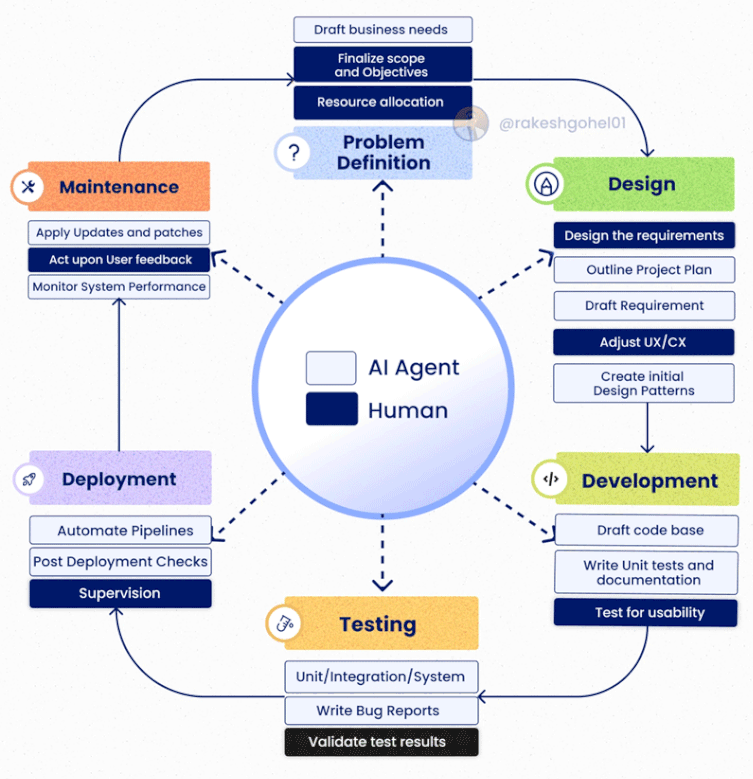 Draft business needs
Finalize scope
and Objectives
Resource allocation
@rakeshgohel01
?
Problem
Definition
Maintenance
Apply Updates and patches
Act upon User feedback
Monitor System Performance
Design
Design the requirements
Outline Project Plan
Draft Requirement
Adjust UX/CX
Create initial
Design Patterns
AI Agent
Human
Deployment
Automate Pipelines
Post Deployment Checks
Supervision
</>
Development
Draft code base
Write Unit tests and
documentation
Test for usability
Testing
Unit/Integration/System
Write Bug Reports
Validate test results